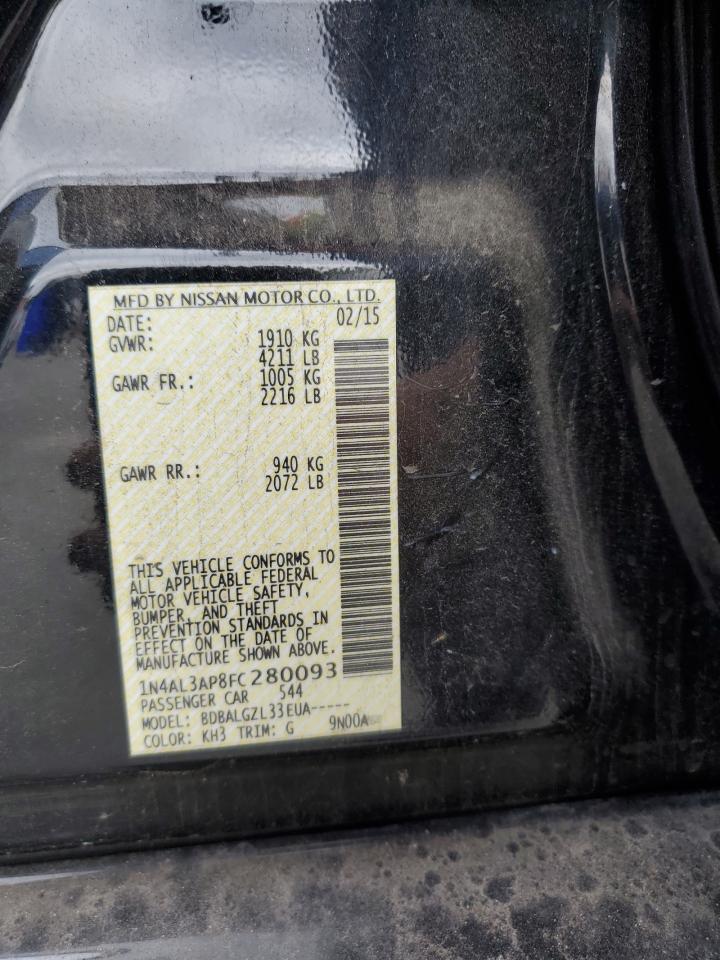 MFD BY NISSAN MOTOR CO., LTD.
DATE: 02/15
GVWR: 1910 KG
4211 LB
GAWR FR.: 1005 KG
2216 LB
GAWR RR.: 940 KG
2072 LB
THIS VEHICLE CONFORMS TO
ALL APPLICABLE FEDERAL
MOTOR VEHICLE SAFETY,
BUMPER, AND THEFT
PREVENTION STANDARDS IN
EFFECT ON THE DATE OF
MANUFACTURE SHOWN ABOVE.
1N4AL3AP8FC280093
PASSENGER CAR 544
MODEL: BDBALGZL33EUA-----
COLOR: KH3 TRIM: G 9N00A